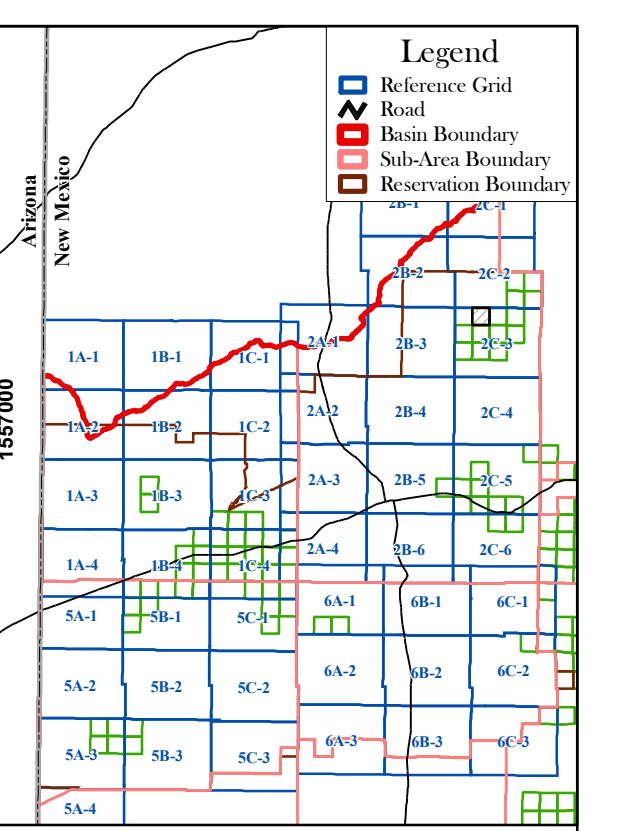 Legend
Reference Grid
Road
Basin Boundary
Sub-Area Boundary
Reservation Boundary
Arizona
New Mexico
1557000
2B-1
2C-1
2B-2
2C-2
2A-1
2B-3
2C-3
1A-1
1B-1
1C-1
2A-2
2B-4
2C-4
1A-2
1B-2
1C-2
2A-3
2B-5
2C-5
1A-3
1B-3
1C-3
2A-4
2B-6
2C-6
1A-4
1B-4
1C-4
6A-1
6B-1
6C-1
5A-1
5B-1
5C-1
6A-2
6B-2
6C-2
5A-2
5B-2
5C-2
6A-3
6B-3
6C-3
5A-3
5B-3
5C-3
5A-4